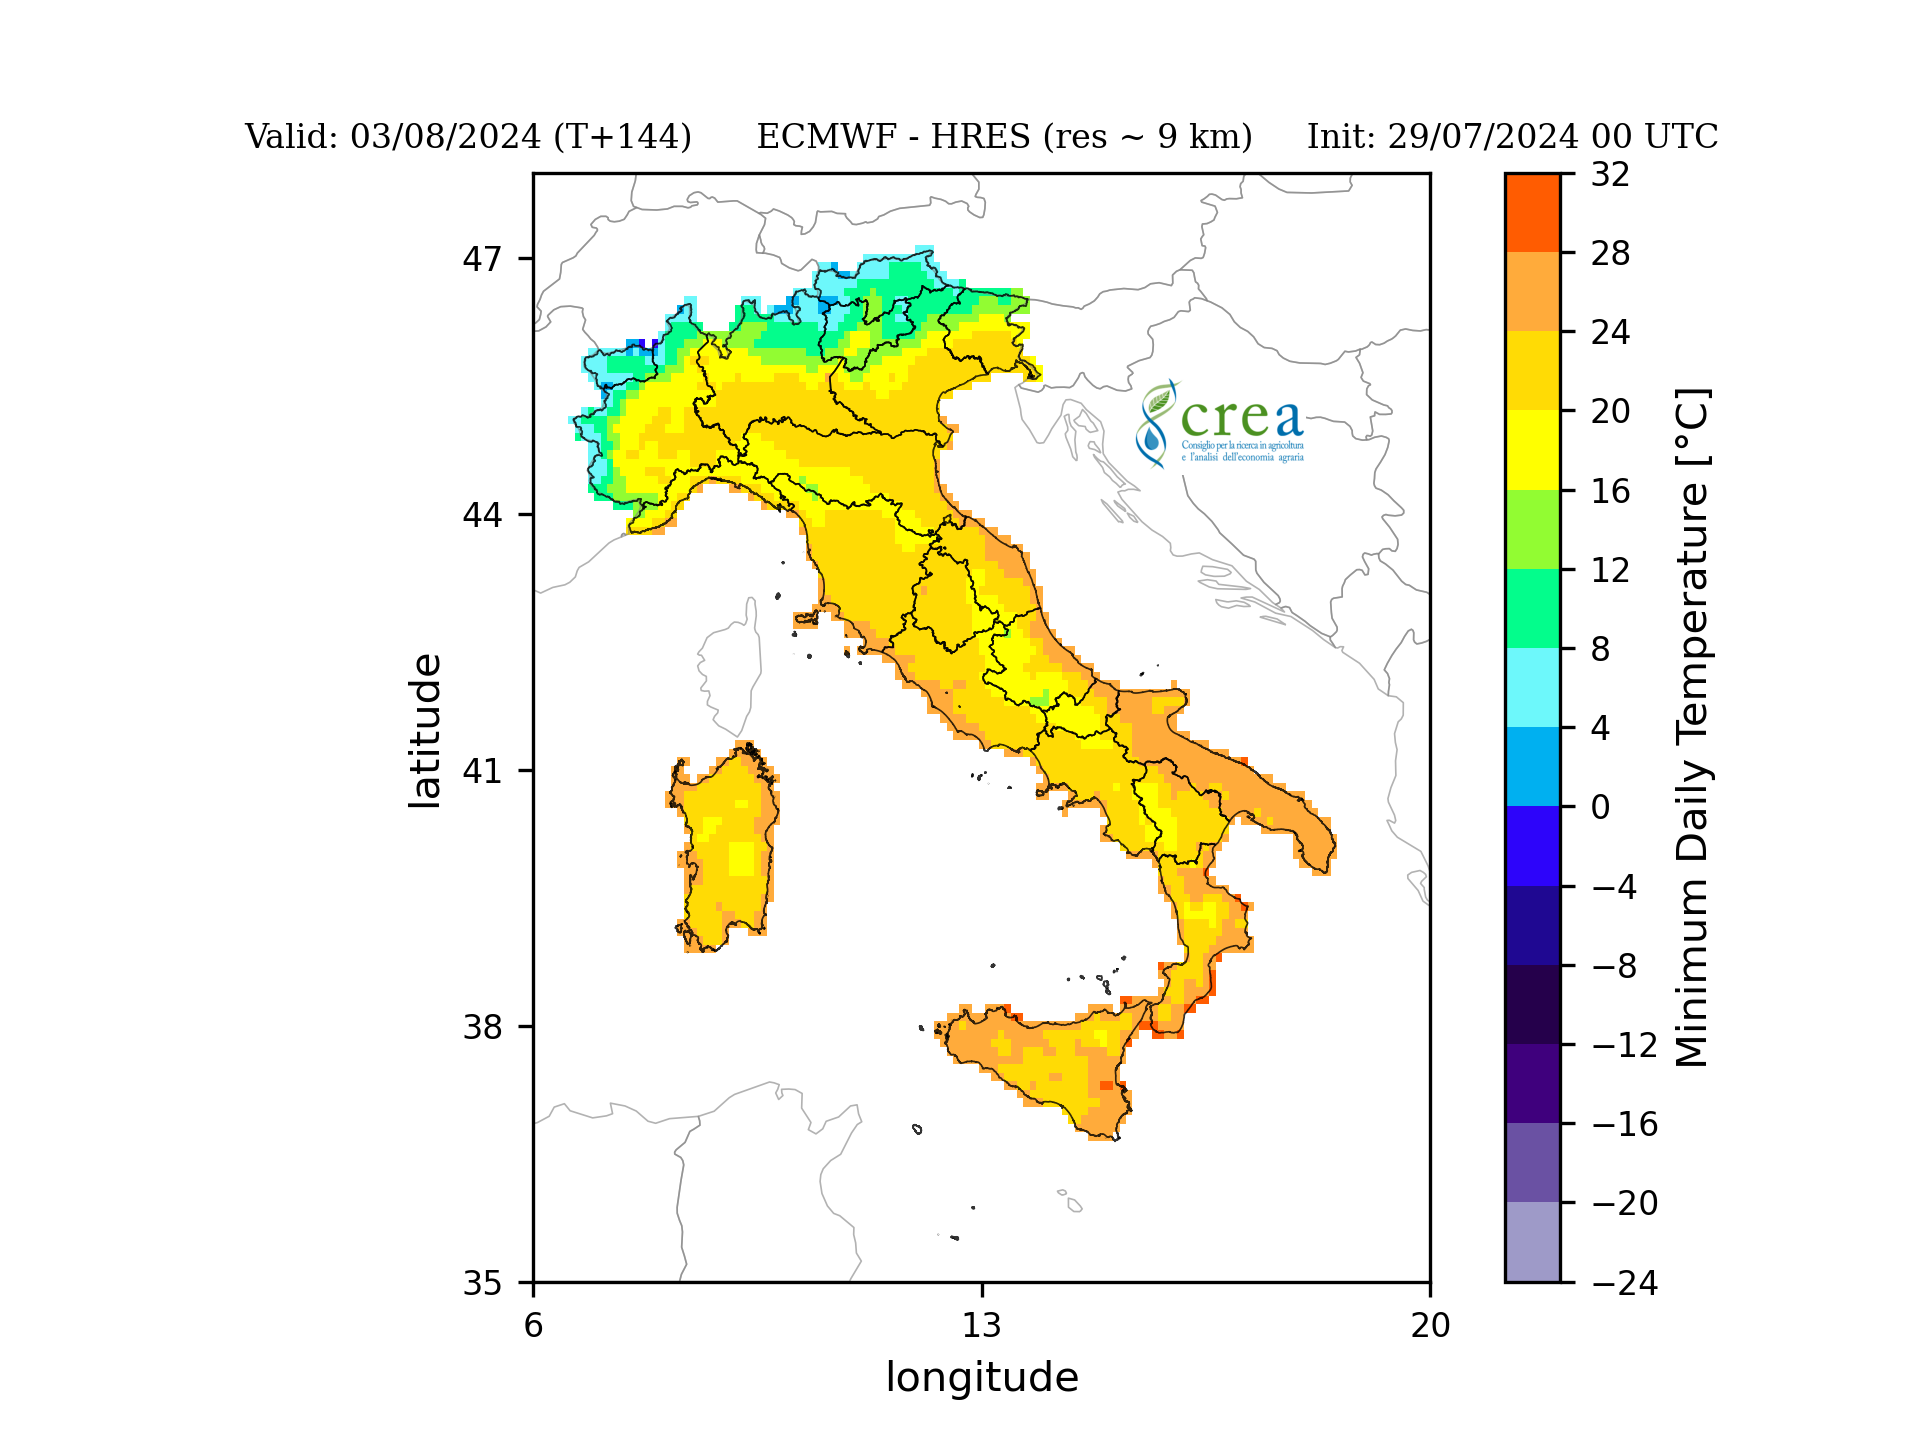 Valid: 03/08/2024 (T+144) ECMWF - HRES (res ~ 9 km) Init: 29/07/2024 00 UTC
47
44
41
38
35
latitude
6 13 20
longitude
crea
Consiglio per la ricerca in agricoltura
e l'analisi dell'economia agraria
32
28
24
20
16
12
8
4
0
−4
−8
−12
−16
−20
−24
Minimum Daily Temperature [°C]